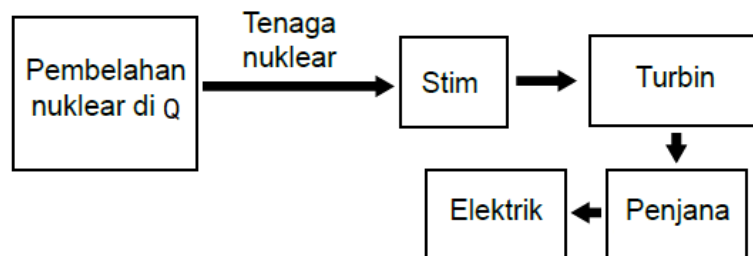 Pembelahan
nuklear di Q
Tenaga
nuklear
Stim
Turbin
Penjana
Elektrik